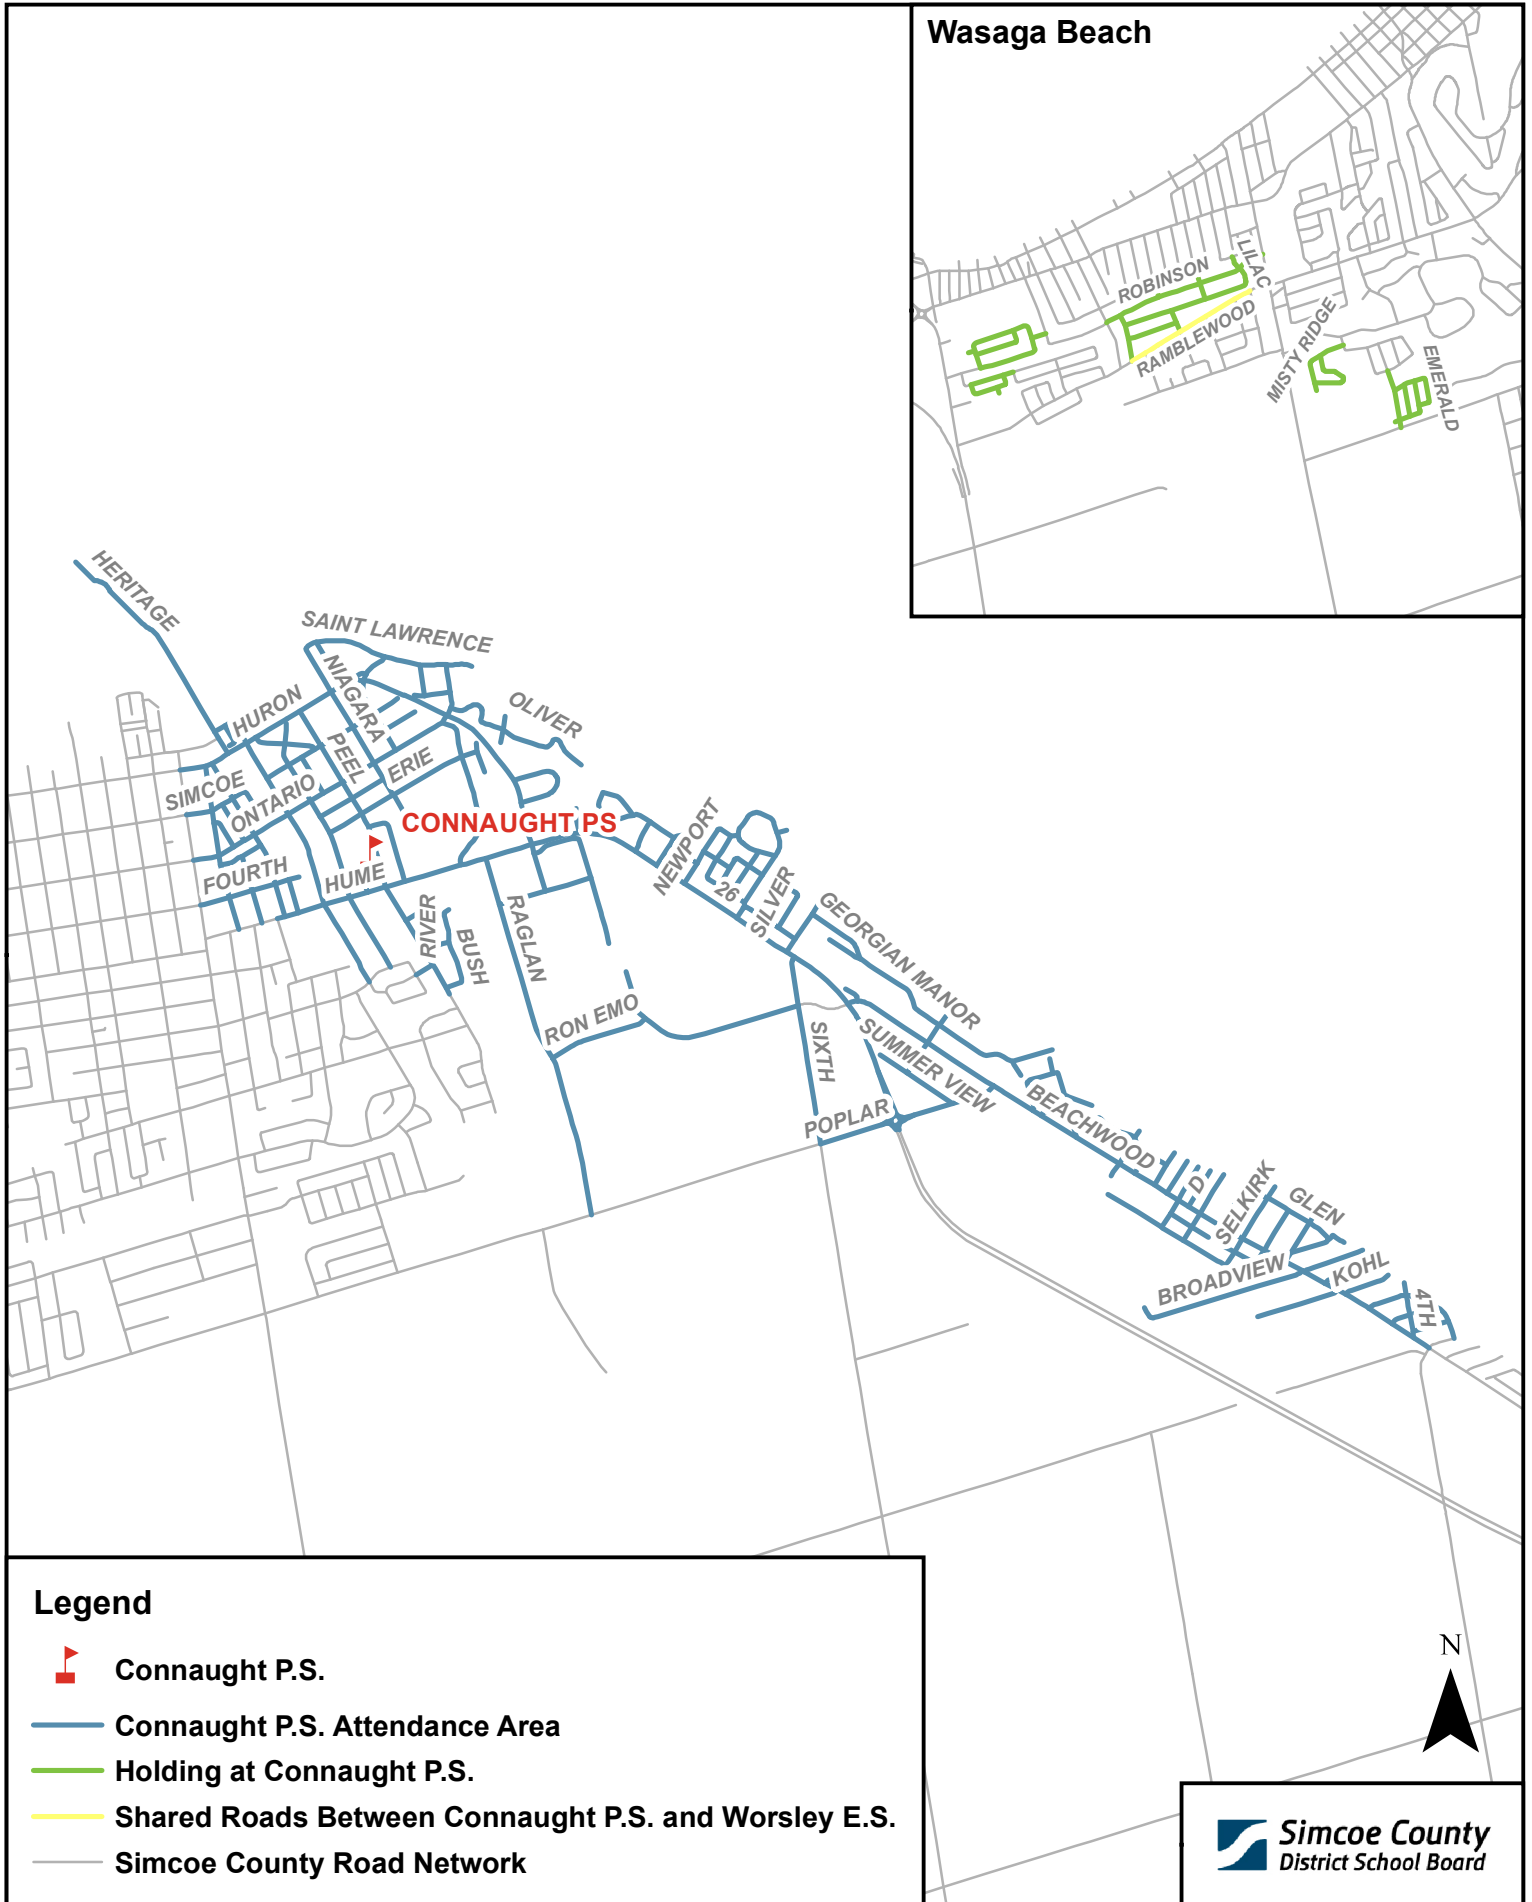 Wasaga Beach
LILAC
ROBINSON
RAMBLEWOOD
MISTY RIDGE
EMERALD
HERITAGE
SAINT LAWRENCE
NIAGARA
HURON
OLIVER
PEEL
ERIE
SIMCOE
ONTARIO
CONNAUGHT PS
NEWPORT
FOURTH
HUME
26
SILVER
RIVER
BUSH
RAGLAN
GEORGIAN MANOR
RON EMO
SIXTH
SUMMER VIEW
POPLAR
BEACHWOOD
D
SELKIRK
GLEN
BROADVIEW
KOHL
4TH
Legend
Connaught P.S.
Connaught P.S. Attendance Area
Holding at Connaught P.S.
Shared Roads Between Connaught P.S. and Worsley E.S.
Simcoe County Road Network
N
Simcoe County
District School Board